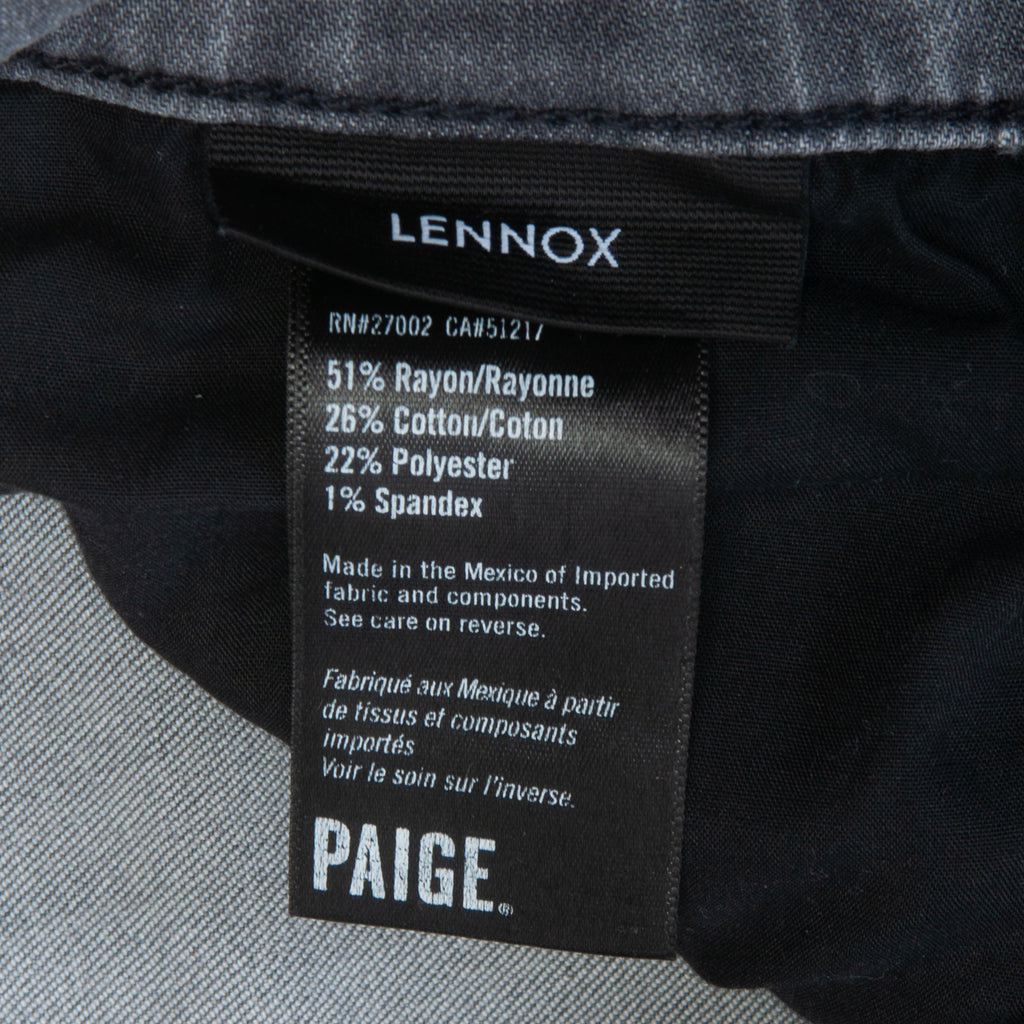 LENNOX
RN#27002 CA#51217
51% Rayon/Rayonne
26% Cotton/Coton
22% Polyester
1% Spandex
Made in the Mexico of Imported
fabric and components.
See care on reverse.
Fabriqué aux Mexique à partir
de tissus et composants
importés
Voir le soin sur l'inverse.
PAIGE®